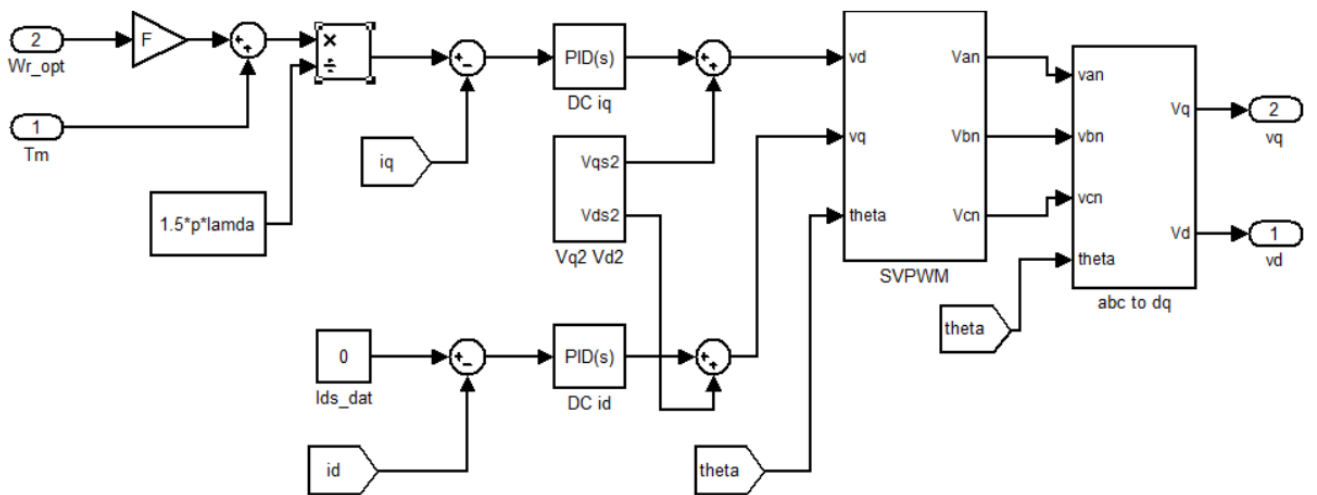 2
Wr_opt
F
1
Tm
1.5*p*lamda
×
÷
+
-
iq
PID(s)
DC iq
+
+
+
+
Vqs2
Vds2
Vq2 Vd2
0
Ids_dat
+
-
id
PID(s)
DC id
+
+
theta
vd
vq
theta
Van
Vbn
Vcn
SVPWM
van
vbn
vcn
theta
Vq
Vd
abc to dq
theta
2
vq
1
vd